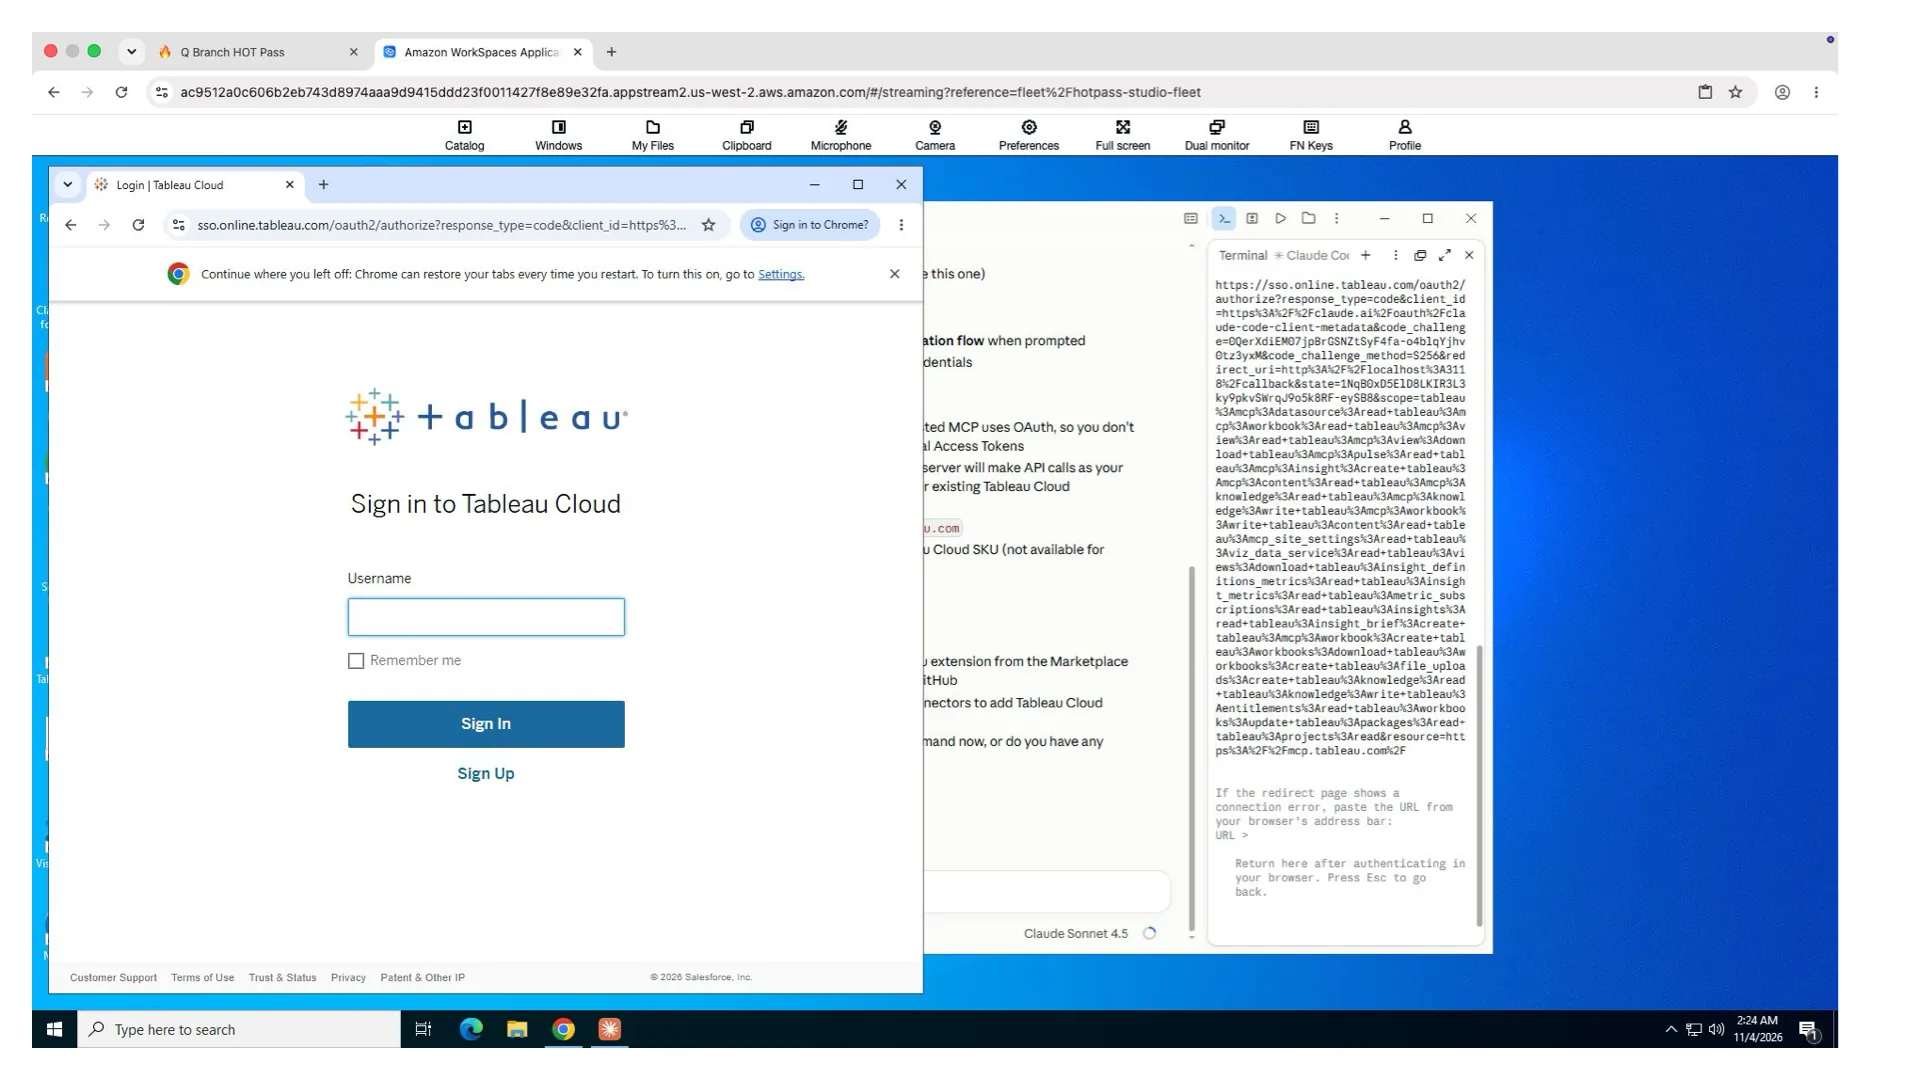 Q Branch HOT Pass
Amazon WorkSpaces Applica
ac9512a0c606b2eb743d8974aaa9d9415ddd23f0011427f8e89e32fa.appstream2.us-west-2.aws.amazon.com/#/streaming?reference=fleet%2Fhotpass-studio-fleet
Catalog
Windows
My Files
Clipboard
Microphone
Camera
Preferences
Full screen
Dual monitor
FN Keys
Profile
Login | Tableau Cloud
sso.online.tableau.com/oauth2/authorize?response_type=code&client_id=https%3...
Sign in to Chrome?
Continue where you left off: Chrome can restore your tabs every time you restart. To turn this on, go to Settings.
+ableau
Sign in to Tableau Cloud
Username
Remember me
Sign In
Sign Up
Customer Support
Terms of Use
Trust & Status
Privacy
Patent & Other IP
© 2026 Salesforce, Inc.
e this one)
ation flow when prompted
dentials
ted MCP uses OAuth, so you don't
al Access Tokens
server will make API calls as your
r existing Tableau Cloud
u.com
u Cloud SKU (not available for
u extension from the Marketplace
itHub
nectors to add Tableau Cloud
mand now, or do you have any
Claude Sonnet 4.5
Terminal
Claude Coc
https://sso.online.tableau.com/oauth2/
authorize?response_type=code&client_id
=https%3A%2F%2Fclaude.ai%2Foauth%2Fcla
ude-code-client-metadata&code_challeng
e=0QerXdiEM07jpBrGSNZtSyF4fa-o4blqYjhv
0tz3yxM&code_challenge_method=S256&red
irect_uri=http%3A%2F%2Flocalhost%3A311
8%2Fcallback&state=1NqB0xD5ElD8LKIR3L3
ky9pkvSWrqJ9o5k8RF-eySB8&scope=tableau
%3Amcp%3Adatasource%3Aread+tableau%3Am
cp%3Aworkbook%3Aread+tableau%3Amcp%3Av
iew%3Aread+tableau%3Amcp%3Aview%3Adown
load+tableau%3Amcp%3Apulse%3Aread+tabl
eau%3Amcp%3Ainsight%3Acreate+tableau%3
Amcp%3Acontent%3Aread+tableau%3Amcp%3A
knowledge%3Aread+tableau%3Amcp%3Aknowl
edge%3Awrite+tableau%3Amcp%3Aworkbook%
3Awrite+tableau%3Acontent%3Aread+table
au%3Amcp_site_settings%3Aread+tableau%
3Aviz_data_service%3Aread+tableau%3Avi
ews%3Adownload+tableau%3Ainsight_defin
itions_metrics%3Aread+tableau%3Ainsigh
t_metrics%3Aread+tableau%3Ametric_subs
criptions%3Aread+tableau%3Ainsights%3A
read+tableau%3Ainsight_brief%3Acreate+
tableau%3Amcp%3Aworkbook%3Acreate+tabl
eau%3Aworkbooks%3Adownload+tableau%3Aw
orkbooks%3Acreate+tableau%3Afile_uploa
ds%3Acreate+tableau%3Aknowledge%3Aread
+tableau%3Aknowledge%3Awrite+tableau%3
Aentitlements%3Aread+tableau%3Aworkboo
ks%3Aupdate+tableau%3Apackages%3Aread+
tableau%3Aprojects%3Aread&resource=htt
ps%3A%2F%2Fmcp.tableau.com%2F
If the redirect page shows a
connection error, paste the URL from
your browser's address bar:
URL >
Return here after authenticating in
your browser. Press Esc to go
back.
Type here to search
2:24 AM
11/4/2026
1